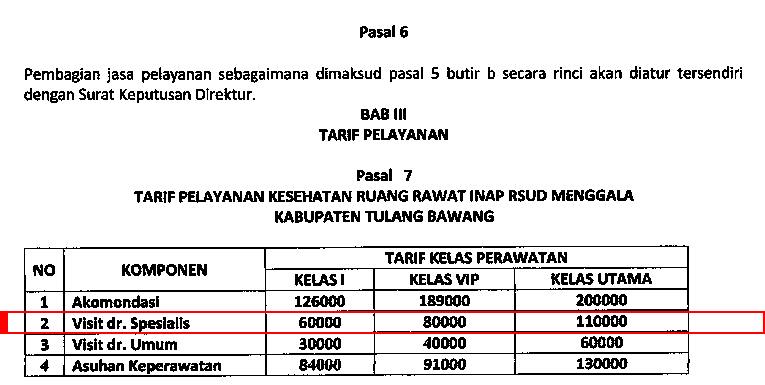 Pasal 6
Pembagian jasa pelayanan sebagaimana dimaksud pasal 5 butir b secara rinci akan diatur tersendiri
dengan Surat Keputusan Direktur.
BAB III
TARIF PELAYANAN
Pasal 7
TARIF PELAYANAN KESEHATAN RUANG RAWAT INAP RSUD MENGGALA
KABUPATEN TULANG BAWANG
NO KOMPONEN TARIF KELAS PERAWATAN
KELAS I KELAS VIP KELAS UTAMA
1 Akomondasi 126000 189000 200000
2 Visit dr. Spesialis 60000 80000 110000
3 Visit dr. Umum 30000 40000 60000
4 Asuhan Keperawatan 84000 91000 130000